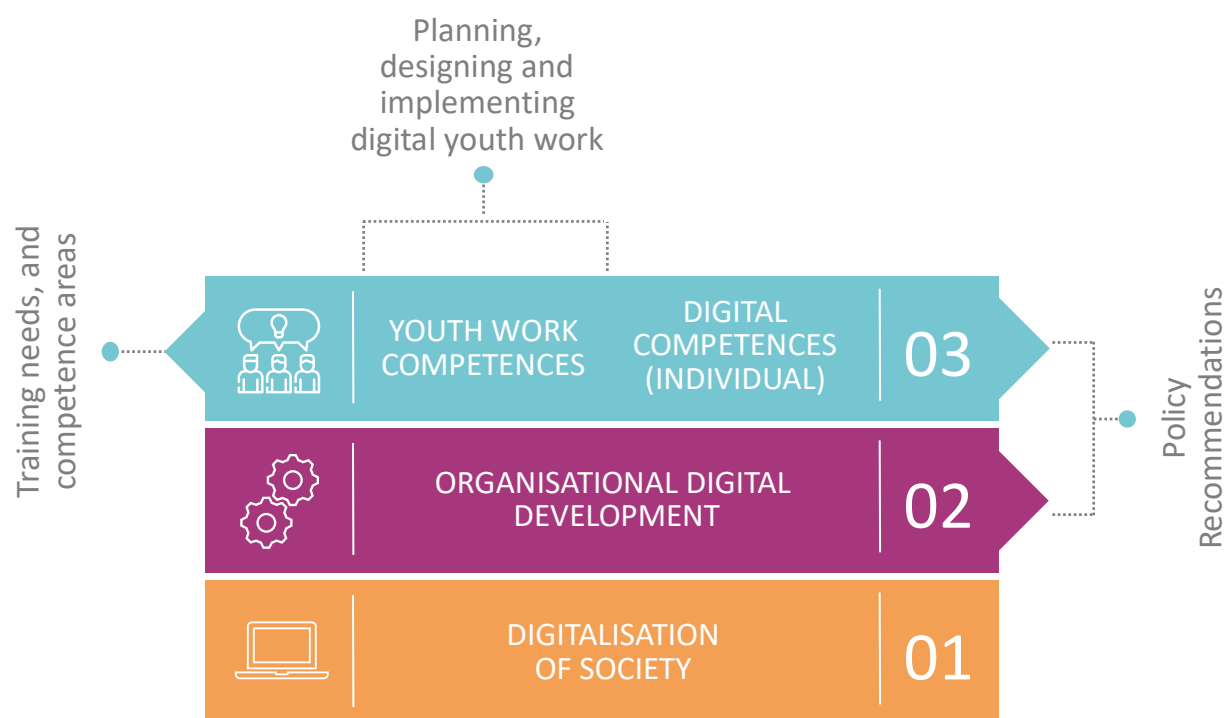 Planning,
designing and
implementing
digital youth work
Training needs, and
competence areas
YOUTH WORK
COMPETENCES
DIGITAL
COMPETENCES
(INDIVIDUAL)
03
Policy
Recommendations
ORGANISATIONAL DIGITAL
DEVELOPMENT
02
DIGITALISATION
OF SOCIETY
01